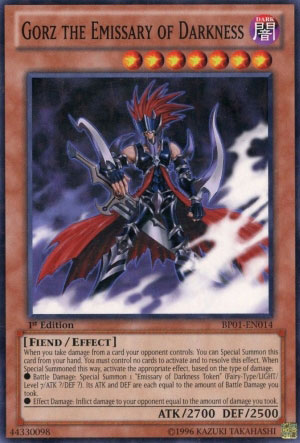 GORZ THE EMISSARY OF DARKNESS
DARK
闇
1st Edition
BP01-EN014
[FIEND / EFFECT]
When you take damage from a card your opponent controls: You can Special Summon this
card from your hand. You must control no cards to activate and to resolve this effect. When
Summoned this way, activate the appropriate effect, based on the type of damage.
● Battle Damage: Special Summon 1 "Emissary of Darkness Token" (Fairy-Type/LIGHT/
Level 7/ATK ?/DEF ?). Its ATK and DEF are each equal to the amount of Battle Damage you
took.
● Effect Damage: Inflict damage to your opponent equal to the amount of damage you took.
ATK/2700 DEF/2500
44330098
©1996 KAZUKI TAKAHASHI